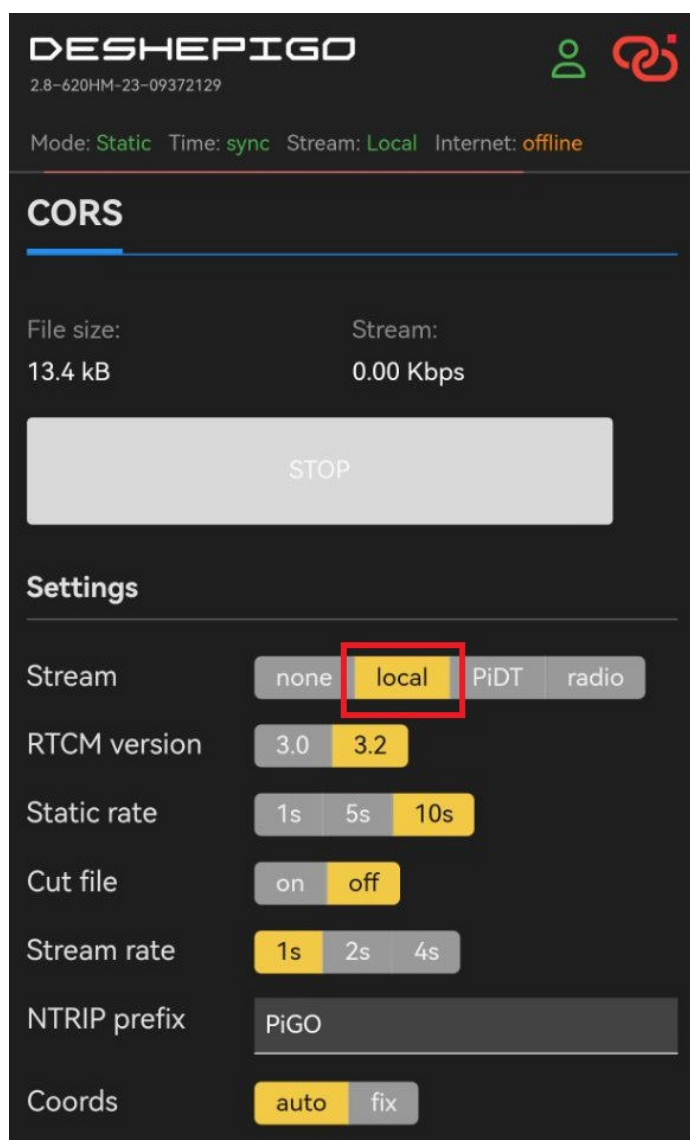 DESHEPIGO
2.8-620HM-23-09372129
Mode: Static Time: sync Stream: Local Internet: offline
CORS
File size: Stream:
13.4 kB 0.00 Kbps
STOP
Settings
Stream none local PiDT radio
RTCM version 3.0 3.2
Static rate 1s 5s 10s
Cut file on off
Stream rate 1s 2s 4s
NTRIP prefix PiGO
Coords auto fix